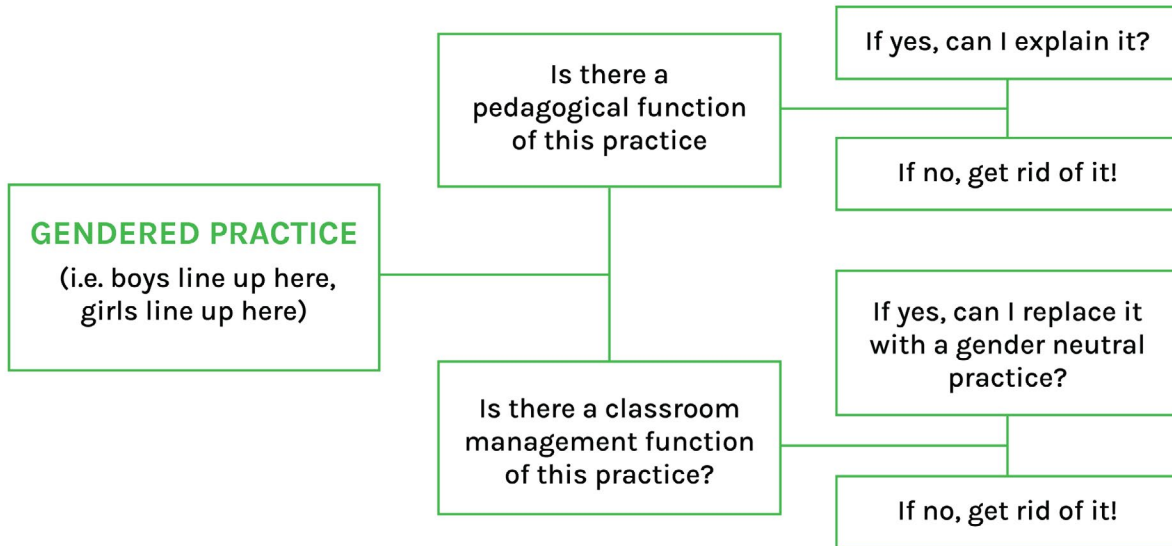 GENDERED PRACTICE
(i.e. boys line up here,
girls line up here)
Is there a
pedagogical function
of this practice
If yes, can I explain it?
If no, get rid of it!
Is there a classroom
management function
of this practice?
If yes, can I replace it
with a gender neutral
practice?
If no, get rid of it!